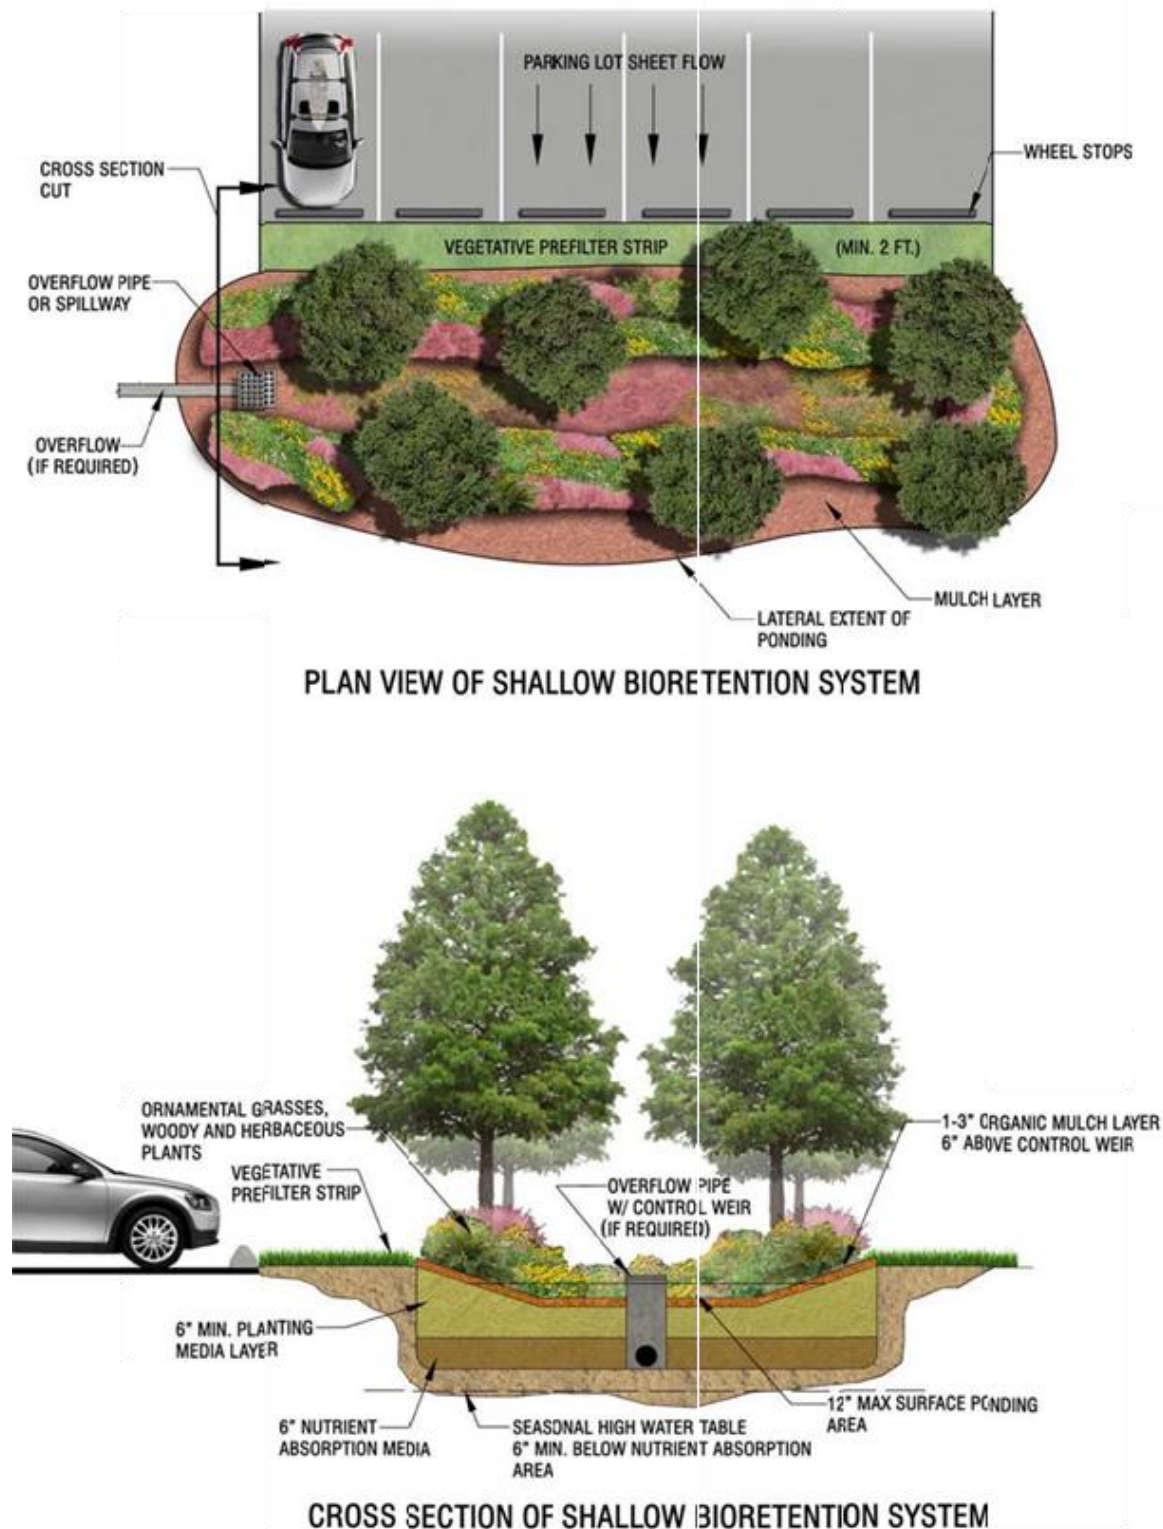 PARKING LOT SHEET FLOW
WHEEL STOPS
CROSS SECTION
CUT
VEGETATIVE PREFILTER STRIP (MIN. 2 FT.)
OVERFLOW PIPE
OR SPILLWAY
OVERFLOW
(IF REQUIRED)
MULCH LAYER
LATERAL EXTENT OF
PONDING
PLAN VIEW OF SHALLOW BIORETENTION SYSTEM
ORNAMENTAL GRASSES,
WOODY AND HERBACEOUS
PLANTS
1-3" ORGANIC MULCH LAYER
6" ABOVE CONTROL WEIR
VEGETATIVE
PREFILTER STRIP
OVERFLOW PIPE
W/ CONTROL WEIR
(IF REQUIRED)
6" MIN. PLANTING
MEDIA LAYER
12" MAX SURFACE PONDING
AREA
6" NUTRIENT
ABSORPTION MEDIA
SEASONAL HIGH WATER TABLE
6" MIN. BELOW NUTRIENT ABSORPTION
AREA
CROSS SECTION OF SHALLOW BIORETENTION SYSTEM